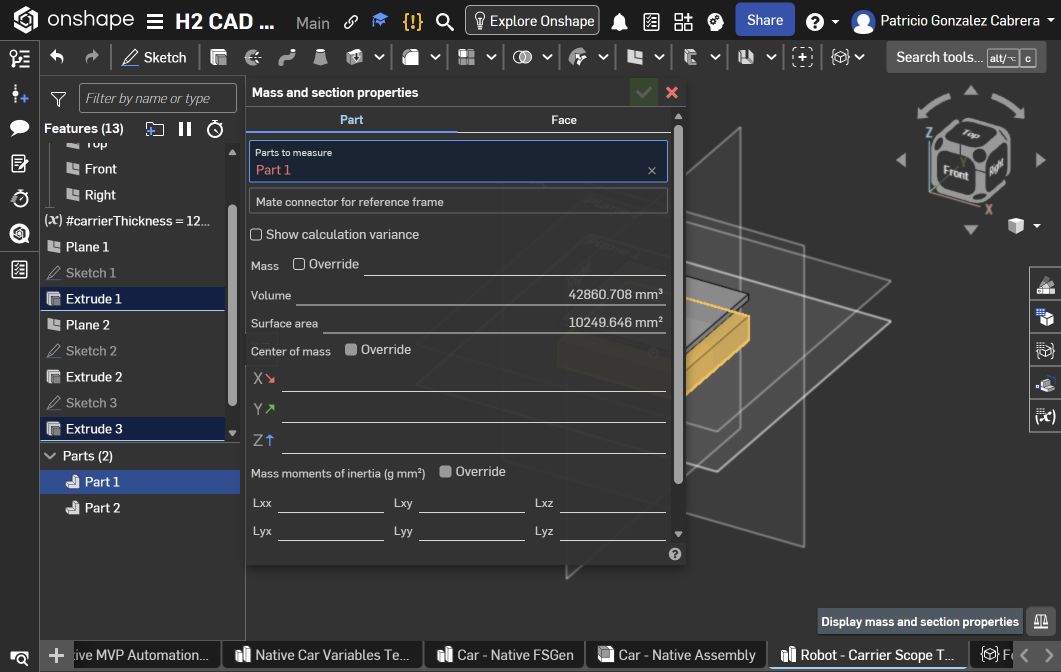 onshape
H2 CAD ...
Main
Explore Onshape
Share
Patricio Gonzalez Cabrera
Sketch
Search tools... alt/⌥ c
Filter by name or type
Features (13)
Top
Front
Right
(x) #carrierThickness = 12...
Plane 1
Sketch 1
Extrude 1
Plane 2
Sketch 2
Extrude 2
Sketch 3
Extrude 3
Parts (2)
Part 1
Part 2
Mass and section properties
Part
Face
Parts to measure
Part 1
Mate connector for reference frame
Show calculation variance
Mass Override
Volume 42860.708 mm³
Surface area 10249.646 mm²
Center of mass Override
X
Y
Z
Mass moments of inertia (g mm²) Override
Lxx Lxy Lxz
Lyx Lyy Lyz
Z
Top
Y
Front
Right
X
Display mass and section properties
tive MVP Automation...
Native Car Variables Te...
Car - Native FSGen
Car - Native Assembly
Robot - Carrier Scope T...